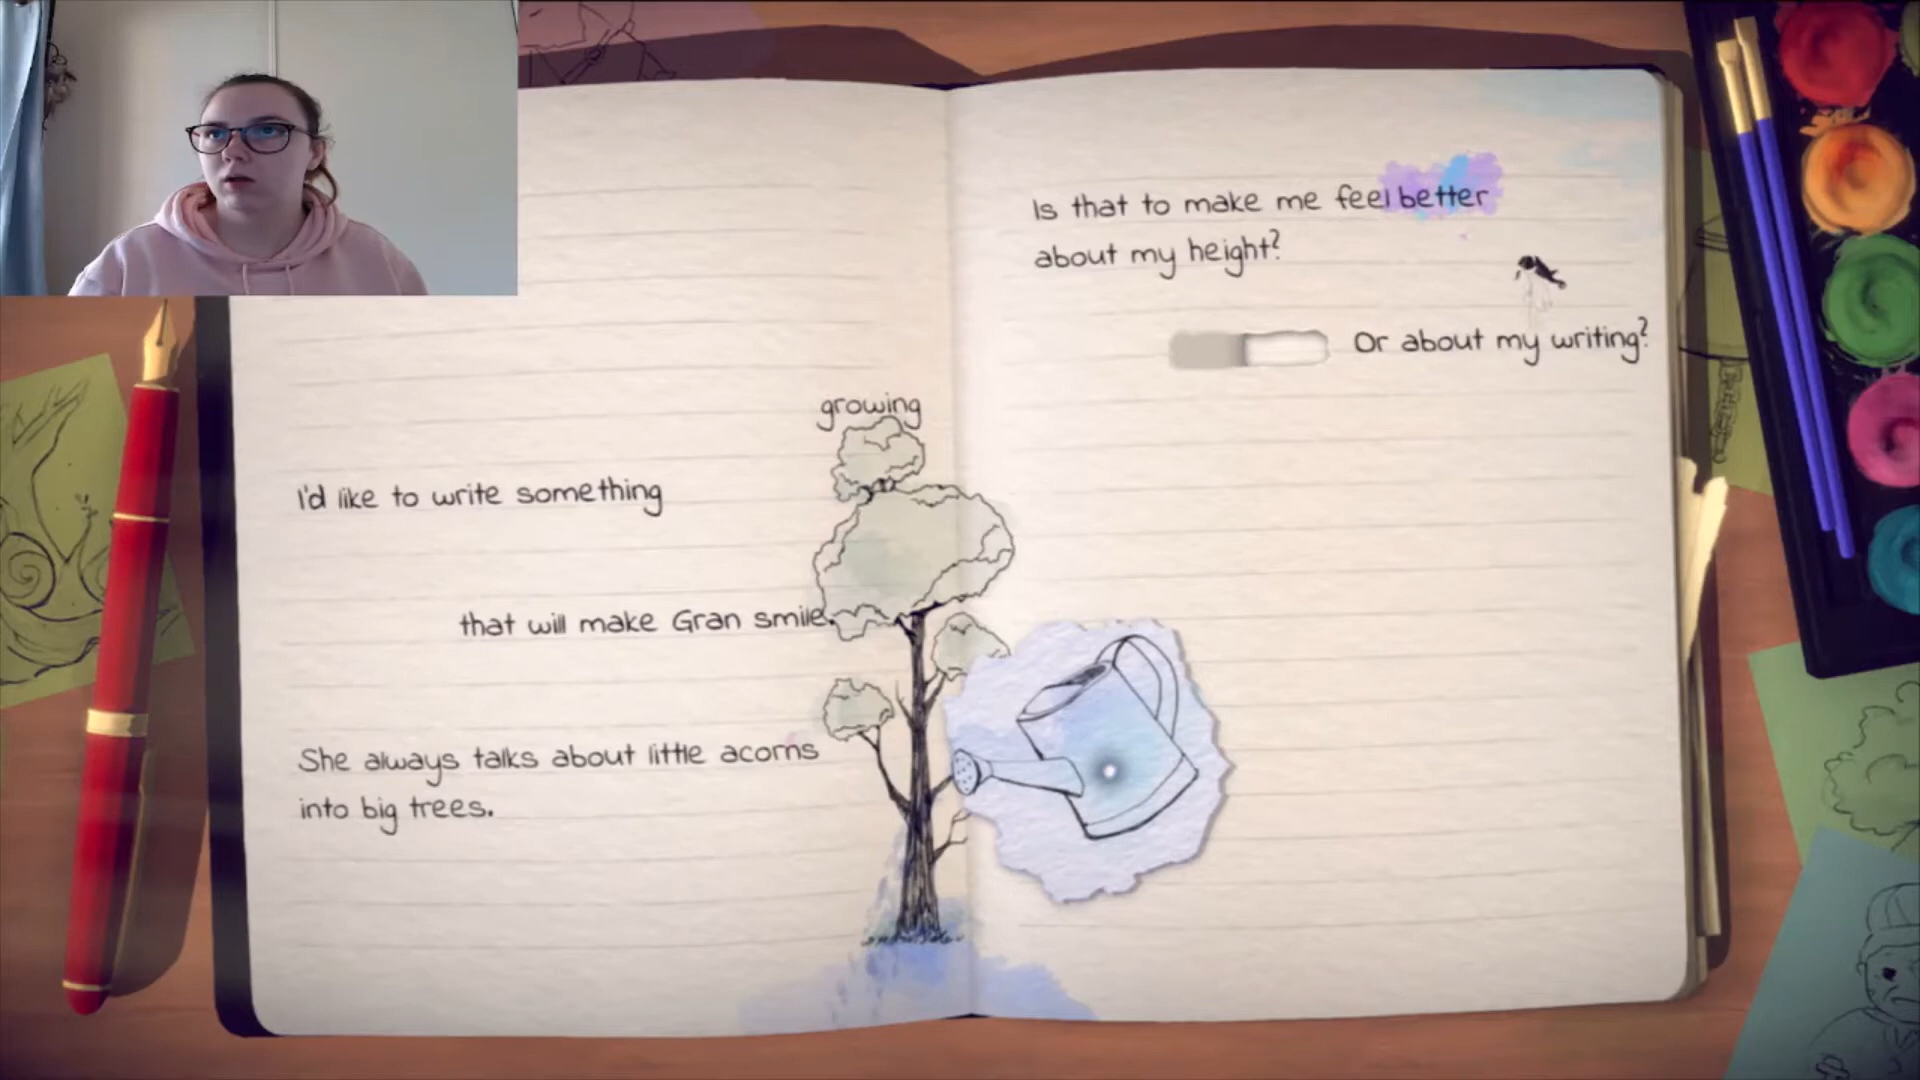 growing
I'd like to write something
that will make Gran smile.
She always talks about little acorns
into big trees.
Is that to make me feel better
about my height?
Or about my writing?